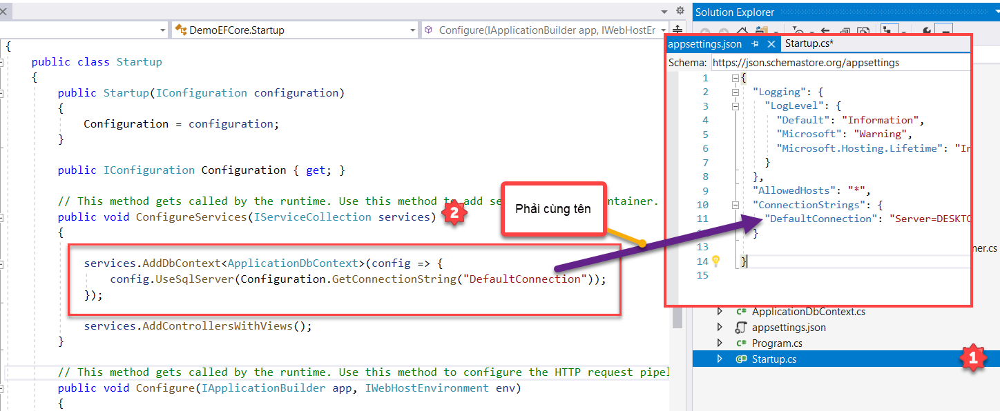 Solution Explorer
DemoEFCore.Startup
Configure(IApplicationBuilder app, IWebHostEr
{
public class Startup
{
public Startup(IConfiguration configuration)
{
Configuration = configuration;
}
public IConfiguration Configuration { get; }
// This method gets called by the runtime. Use this method to add se
ntainer.
public void ConfigureServices(IServiceCollection services)
2
{
services.AddDbContext<ApplicationDbContext>(config => {
config.UseSqlServer(Configuration.GetConnectionString("DefaultConnection"));
});
services.AddControllersWithViews();
}
// This method gets called by the runtime. Use this method to configure the HTTP request pipel
public void Configure(IApplicationBuilder app, IWebHostEnvironment env)
{
Phải cùng tên
appsettings.json
Startup.cs*
Schema: https://json.schemastore.org/appsettings
1 {
2 "Logging": {
3 "LogLevel": {
4 "Default": "Information",
5 "Microsoft": "Warning",
6 "Microsoft.Hosting.Lifetime": "In
7 }
8 },
9 "AllowedHosts": "*",
10 "ConnectionStrings": {
11 "DefaultConnection": "Server=DESKTO
}
13
14 }
15
ner.cs
C# ApplicationDbContext.cs
appsettings.json
C# Program.cs
C# Startup.cs
1